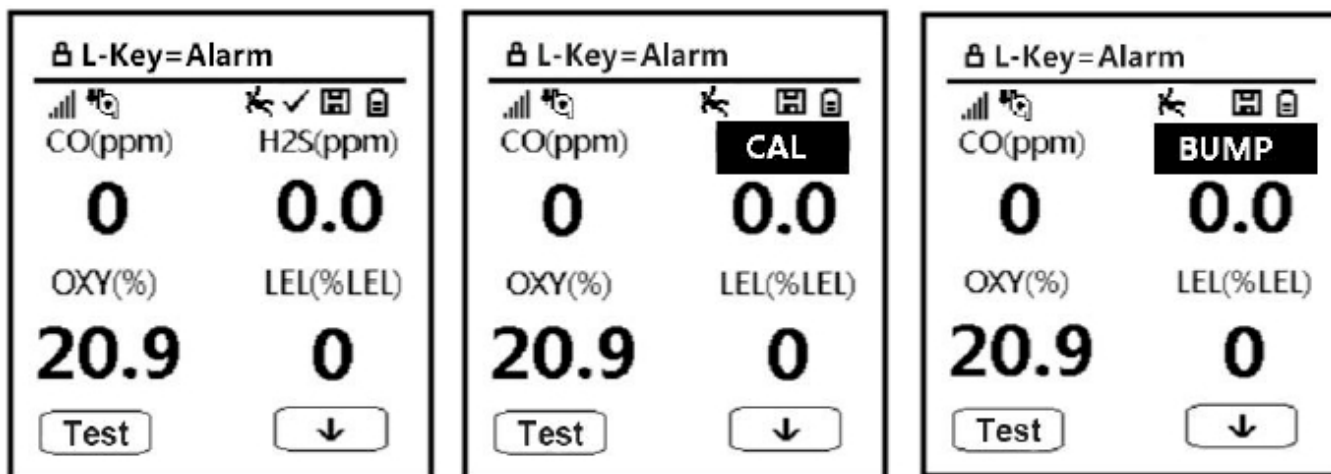 L-Key=Alarm
CO(ppm) H2S(ppm)
0 0.0
OXY(%) LEL(%LEL)
20.9 0
Test ↓
L-Key=Alarm
CO(ppm) CAL
0 0.0
OXY(%) LEL(%LEL)
20.9 0
Test ↓
L-Key=Alarm
CO(ppm) BUMP
0 0.0
OXY(%) LEL(%LEL)
20.9 0
Test ↓